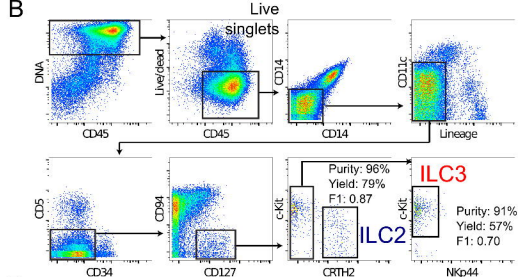 B
Live
singlets
DNA
CD45
Live/dead
CD45
CD14
CD14
CD11c
Lineage
CD5
CD34
CD94
CD127
Purity: 96%
Yield: 79%
F1: 0.87
c-Kit
ILC2
CRTH2
ILC3
c-Kit
Purity: 91%
Yield: 57%
F1: 0.70
NKp44